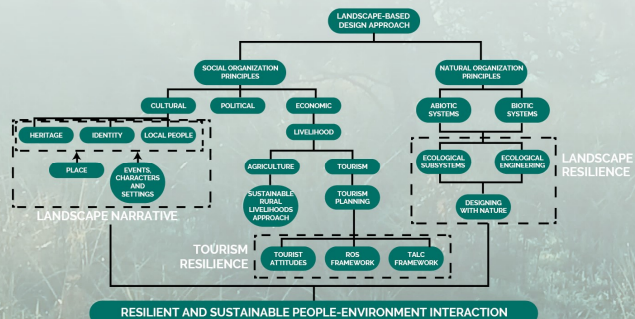 LANDSCAPE-BASED
DESIGN APPROACH
SOCIAL ORGANIZATION
PRINCIPLES
NATURAL ORGANIZATION
PRINCIPLES
CULTURAL
POLITICAL
ECONOMIC
ABIOTIC
SYSTEMS
BIOTIC
SYSTEMS
HERITAGE
IDENTITY
LOCAL PEOPLE
LIVELIHOOD
PLACE
EVENTS,
CHARACTERS
AND
SETTINGS
LANDSCAPE NARRATIVE
AGRICULTURE
TOURISM
SUSTAINABLE
RURAL
LIVELIHOODS
APPROACH
TOURISM
PLANNING
ECOLOGICAL
SUBSYSTEMS
ECOLOGICAL
ENGINEERING
LANDSCAPE
RESILIENCE
DESIGNING
WITH NATURE
TOURISM
RESILIENCE
TOURIST
ATTITUDES
ROS
FRAMEWORK
TALC
FRAMEWORK
RESILIENT AND SUSTAINABLE PEOPLE-ENVIRONMENT INTERACTION